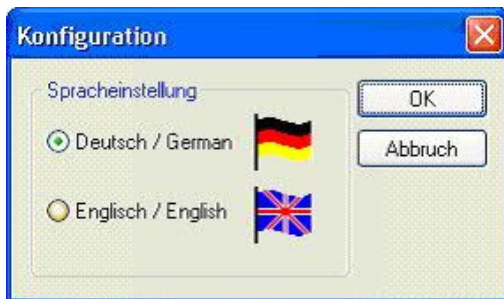 Konfiguration
Spracheinstellung
Deutsch / German
Englisch / English
OK
Abbruch